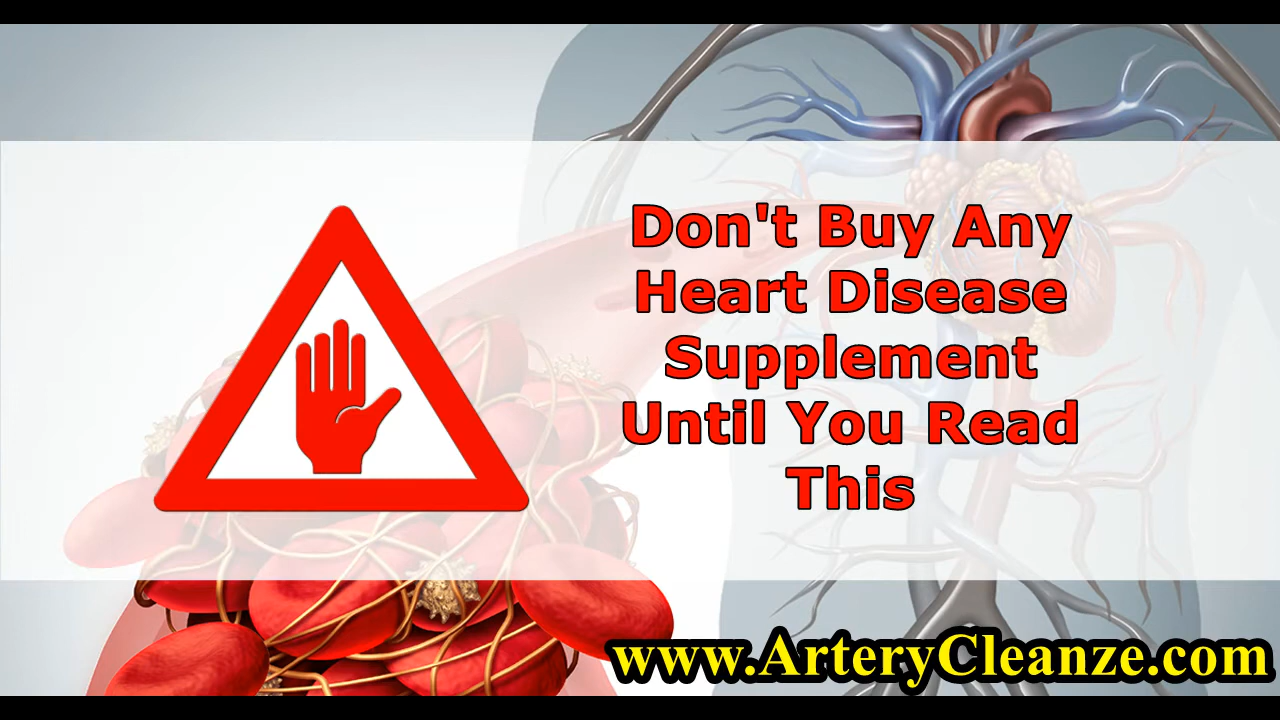 Don't Buy Any
Heart Disease
Supplement
Until You Read
This
www.ArteryCleanze.com